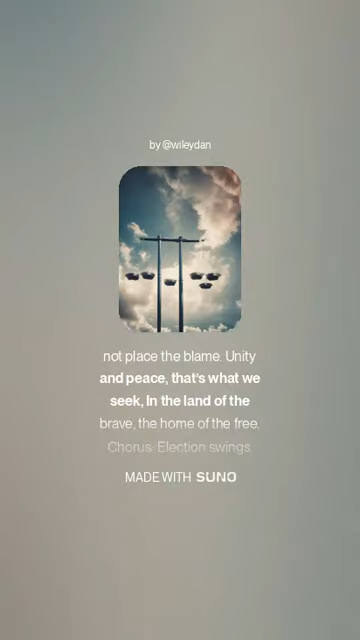 by @wileydan
not place the blame. Unity
and peace, that's what we
seek, In the land of the
brave, the home of the free.
Chorus: Election swings
MADE WITH SUNO